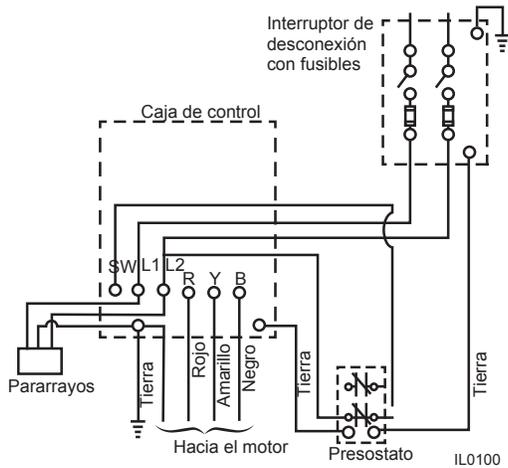 Interruptor de
desconexión
con fusibles
Caja de control
SW L1 L2
R Y B
Tierra
Rojo
Amarillo
Negro
Tierra
Tierra
Pararrayos
Hacia el motor
Presostato
IL0100